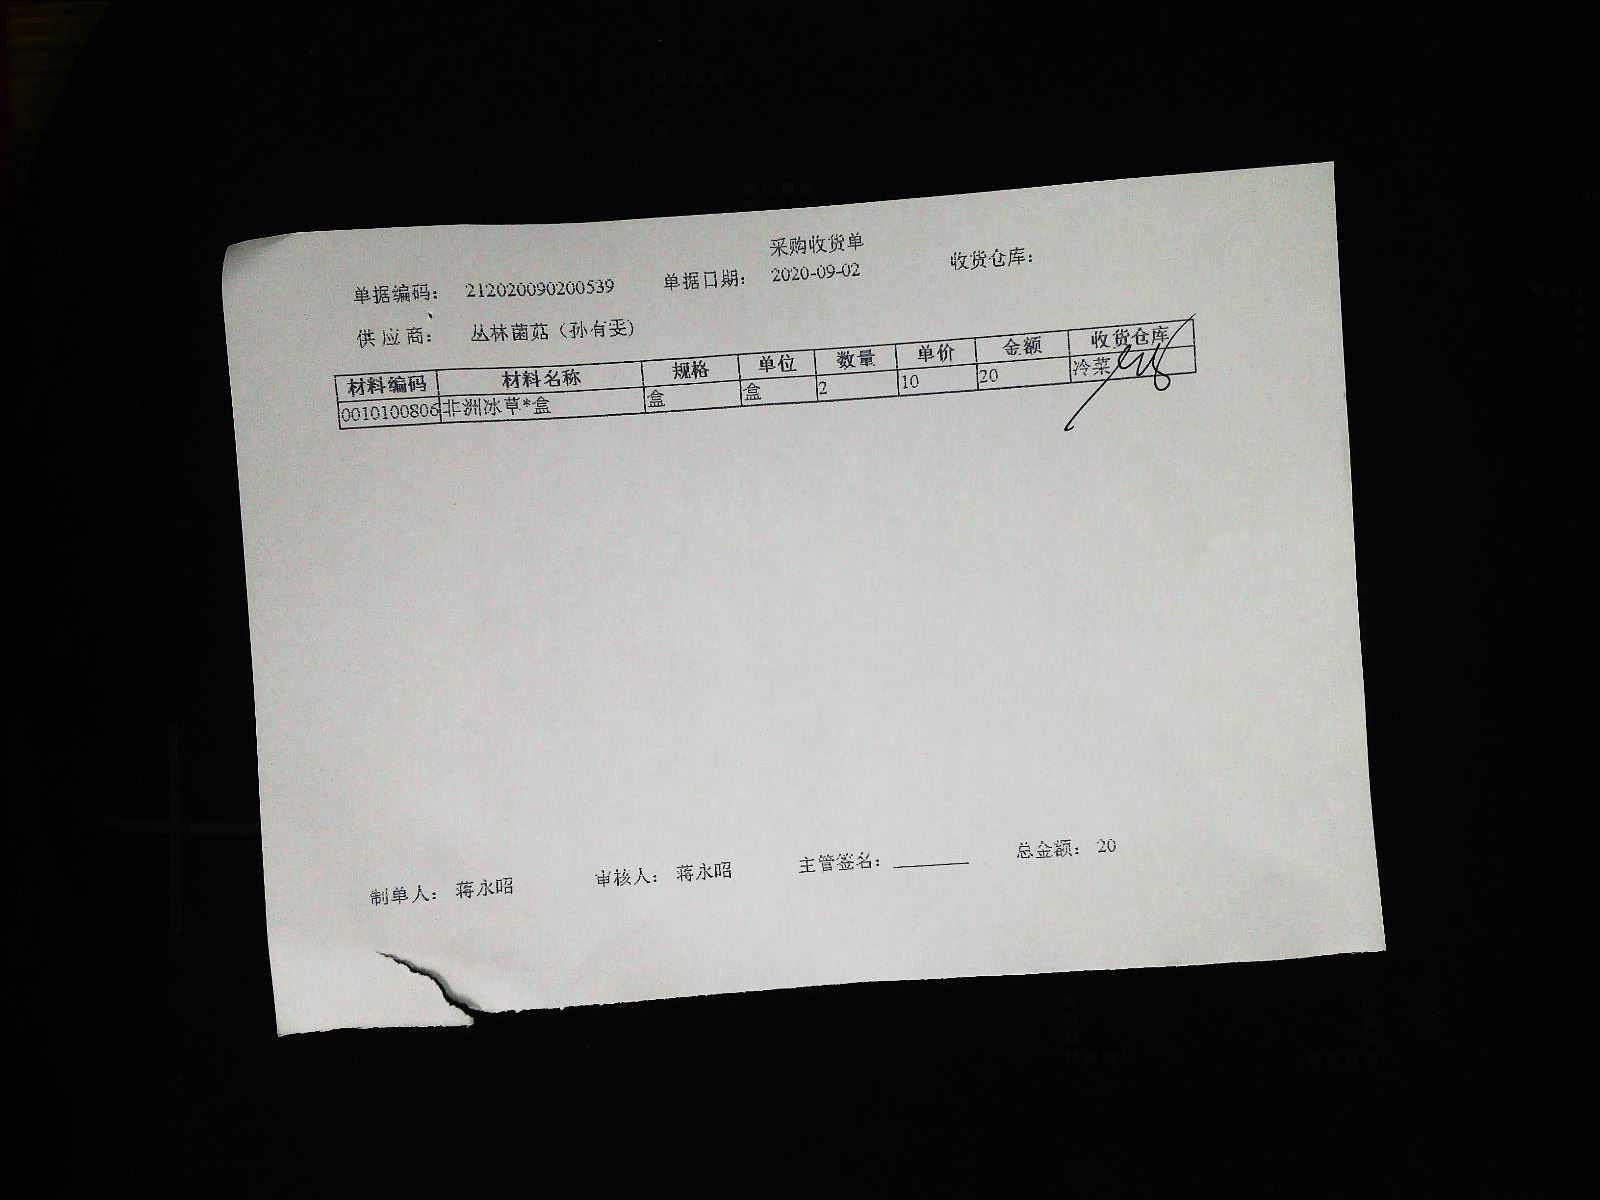 采购收货单
单据编码： 212020090200539 单据日期： 2020-09-02 收货仓库：
供应商： 丛林菌菇（孙有雯）
材料编码 材料名称 规格 单位 数量 单价 金额 收货仓库
0010100806 非洲冰草*盒 盒 盒 2 10 20 冷菜
制单人： 蒋永昭 审核人： 蒋永昭 主管签名： 总金额： 20